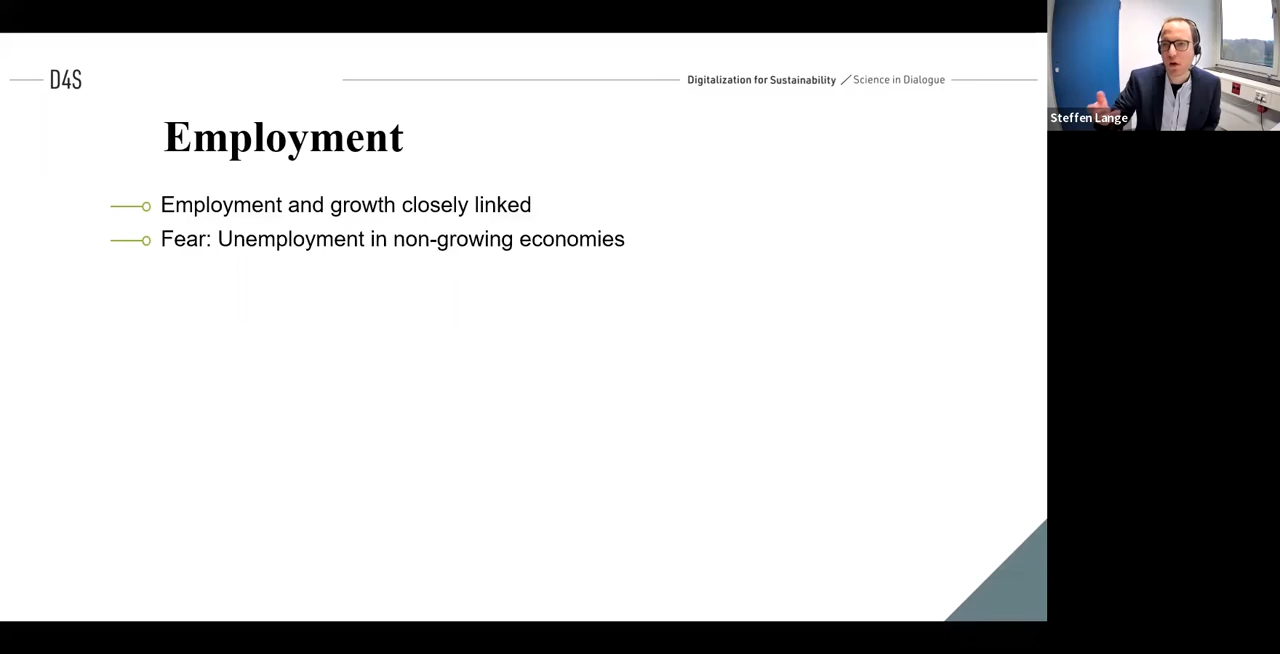 D4S
Digitalization for Sustainability / Science in Dialogue
Employment
Employment and growth closely linked
Fear: Unemployment in non-growing economies
Steffen Lange